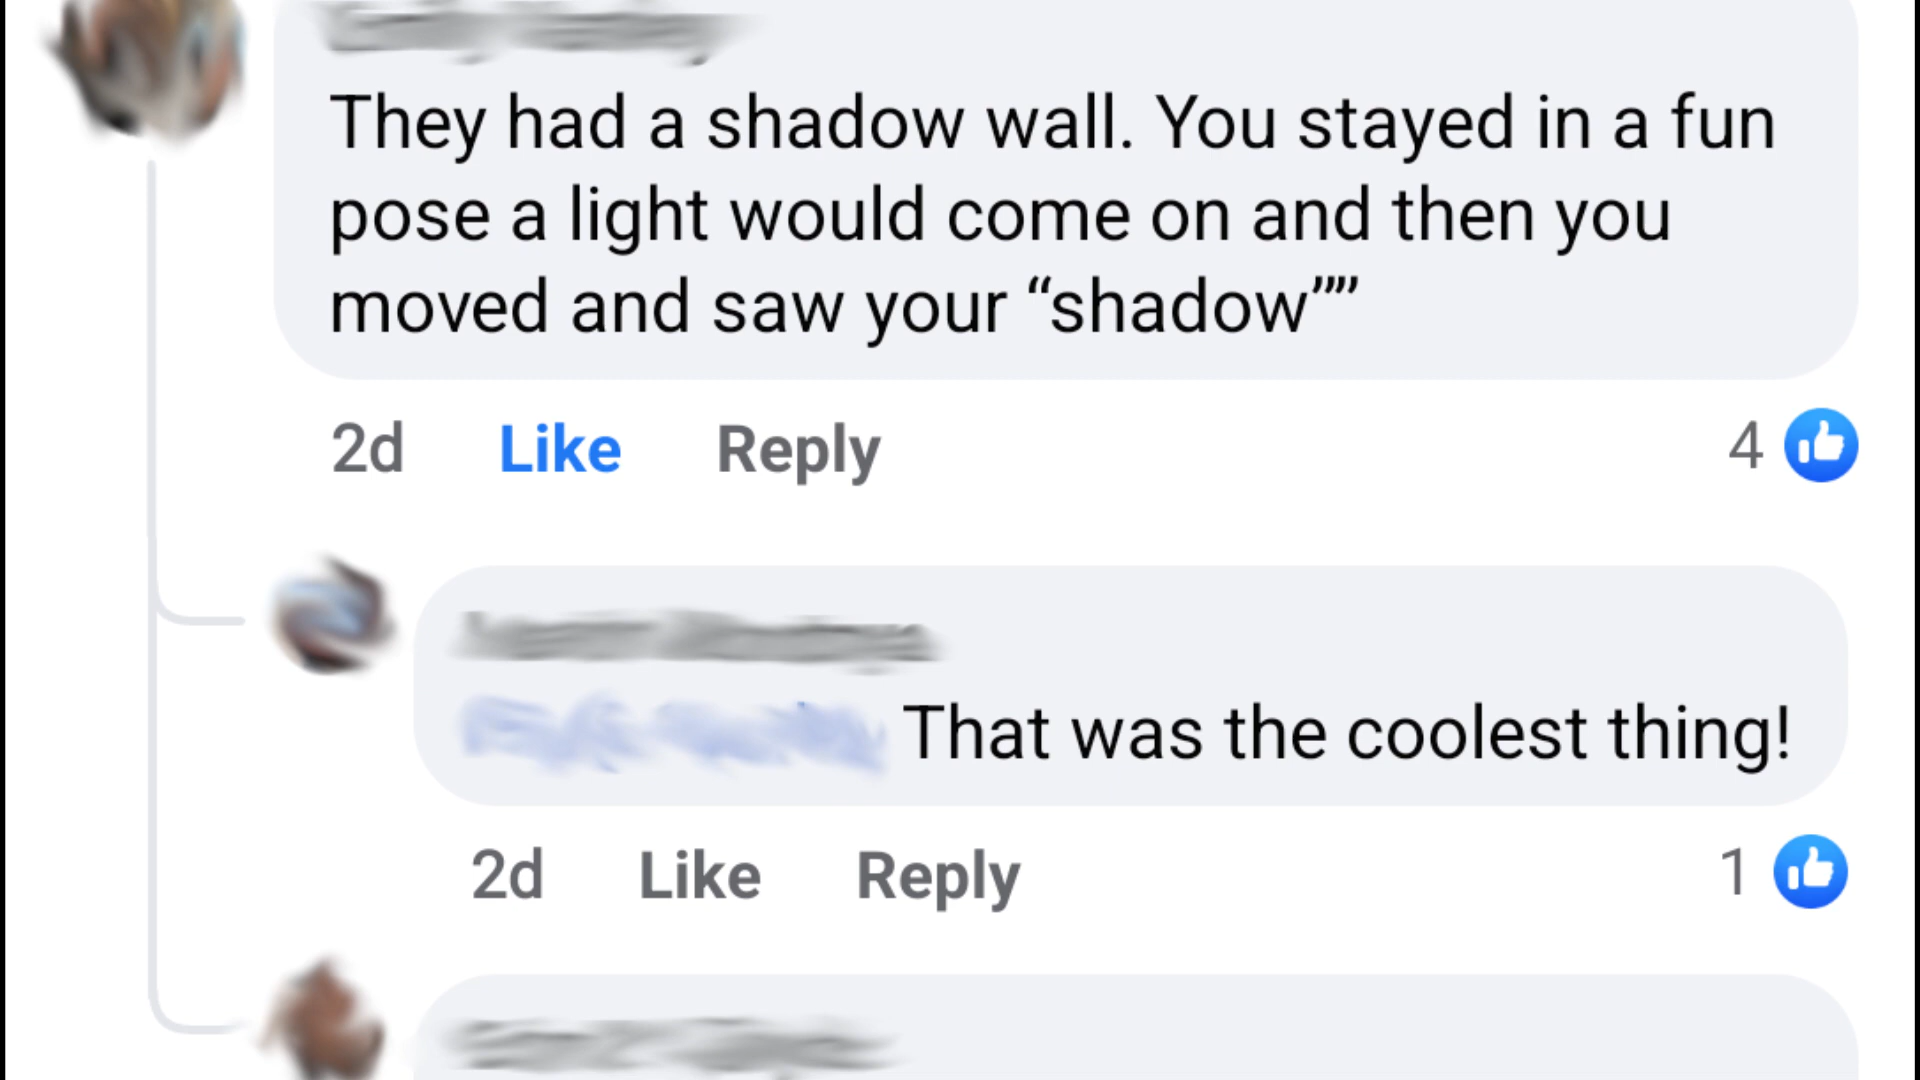 They had a shadow wall. You stayed in a fun
pose a light would come on and then you
moved and saw your “shadow””"
2d Like Reply 4
That was the coolest thing!
2d Like Reply 1